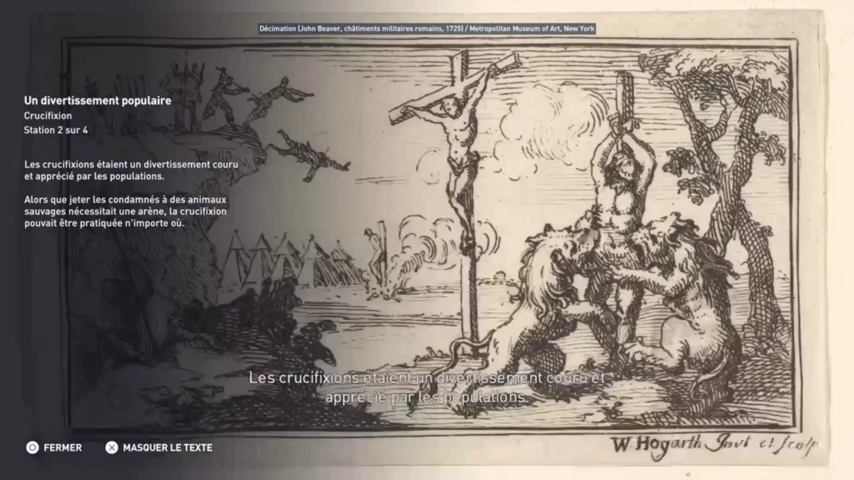 Décimation (John Beaver, châtiments militaires romains, 1725) / Metropolitan Museum of Art, New York
Un divertissement populaire
Crucifixion
Station 2 sur 4
Les crucifixions étaient un divertissement couru
et apprécié par les populations.
Alors que jeter les condamnés à des animaux
sauvages nécessitait une arène, la crucifixion
pouvait être pratiquée n'importe où.
Les crucifixions étaient un divertissement couru et
apprécié par les populations.
FERMER
MASQUER LE TEXTE
W. Hogarth Invt et sculp